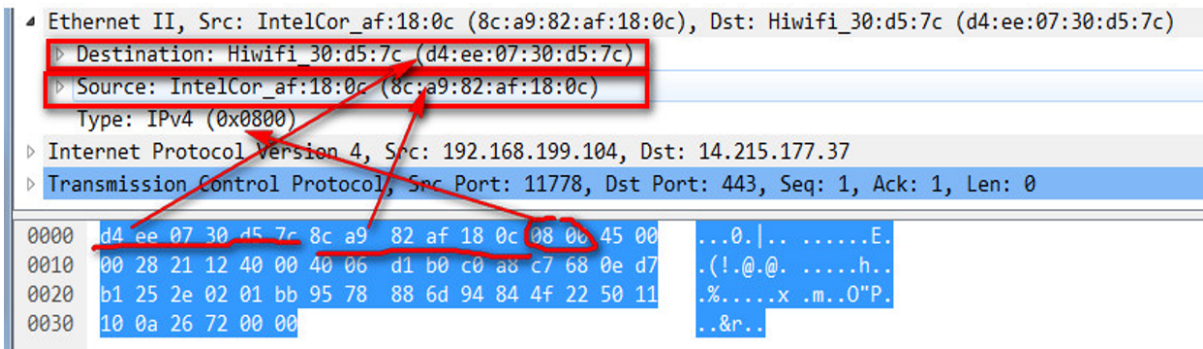 Ethernet II, Src: IntelCor_af:18:0c (8c:a9:82:af:18:0c), Dst: Hiwifi_30:d5:7c (d4:ee:07:30:d5:7c)
Destination: Hiwifi_30:d5:7c (d4:ee:07:30:d5:7c)
Source: IntelCor_af:18:0c (8c:a9:82:af:18:0c)
Type: IPv4 (0x0800)
Internet Protocol Version 4, Src: 192.168.199.104, Dst: 14.215.177.37
Transmission Control Protocol, Src Port: 11778, Dst Port: 443, Seq: 1, Ack: 1, Len: 0
0000 d4 ee 07 30 d5 7c 8c a9 82 af 18 0c 08 00 45 00 ...0.|.. ......E.
0010 00 28 21 12 40 00 40 06 d1 b0 c0 a8 c7 68 0e d7 .(!.@.@. .....h..
0020 b1 25 2e 02 01 bb 95 78 88 6d 94 84 4f 22 50 11 .%.....x .m..O"P.
0030 10 0a 26 72 00 00 ..&r..